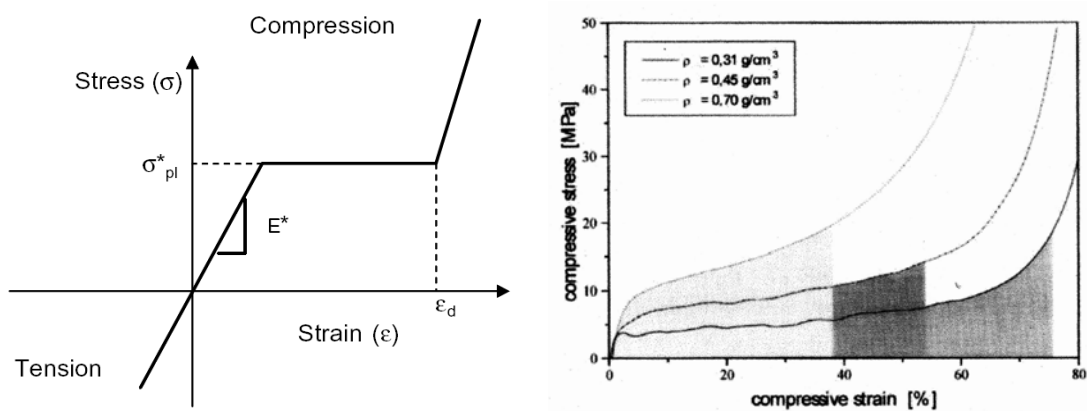 Compression
Stress (σ)
σ*pl
E*
εd
Strain (ε)
Tension
50
40
30
20
10
0
ρ = 0,31 g/cm³
ρ = 0,45 g/cm³
ρ = 0,70 g/cm³
compressive stress [MPa]
0 20 40 60 80
compressive strain [%]